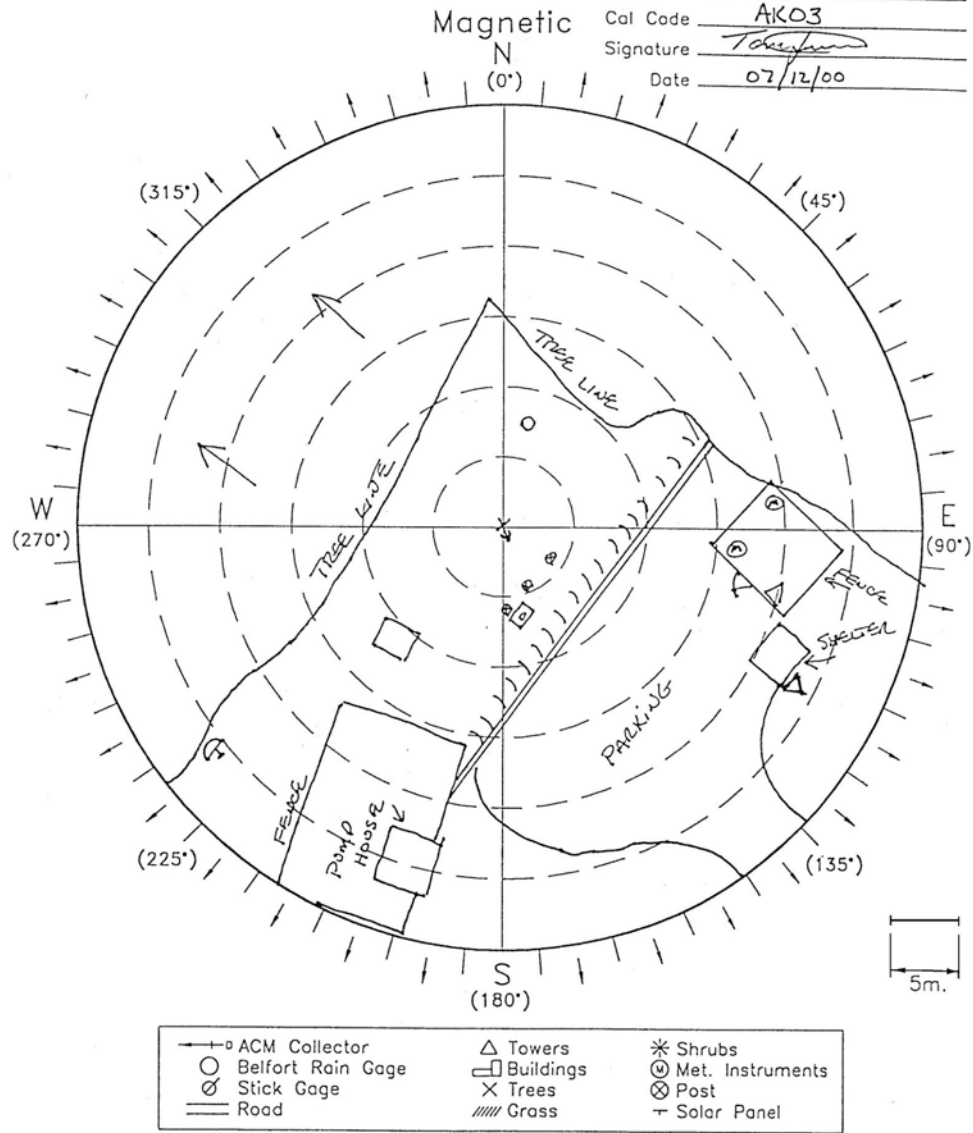 Magnetic
N
(0°)
Cal Code AK03
Signature
Date 07/12/00
(315°)
(45°)
TREE LINE
TREE LINE
W
(270°)
E
(90°)
FENCE
SHELTER
PARKING
FENCE
PUMP
HOUSE
(225°)
(135°)
S
(180°)
5m.
ACM Collector
Belfort Rain Gage
Stick Gage
Road
Towers
Buildings
Trees
Grass
Shrubs
M Met. Instruments
Post
Solar Panel